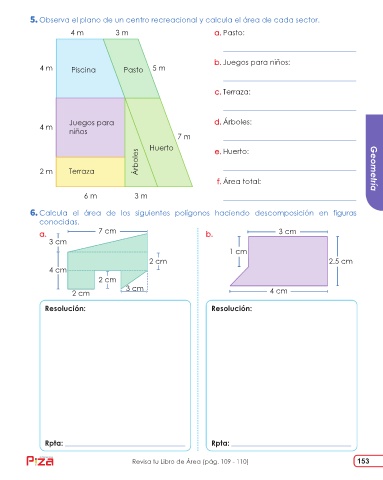 5. Observa el plano de un centro recreacional y calcula el área de cada sector.
4 m 3 m
4 m Piscina Pasto 5 m
4 m Juegos para niños
7 m
Huerto
Árboles
2 m Terraza
6 m 3 m
a. Pasto:
b. Juegos para niños:
c. Terraza:
d. Árboles:
e. Huerto:
f. Área total:
Geometría
6. Calcula el área de los siguientes polígonos haciendo descomposición en figuras
conocidas.
a.
7 cm
3 cm
2 cm
4 cm
2 cm
3 cm
2 cm
b.
3 cm
1 cm
2,5 cm
4 cm
Resolución:
Resolución:
Rpta:
Rpta:
PIZA
Revisa tu Libro de Área (pág. 109 - 110)
153